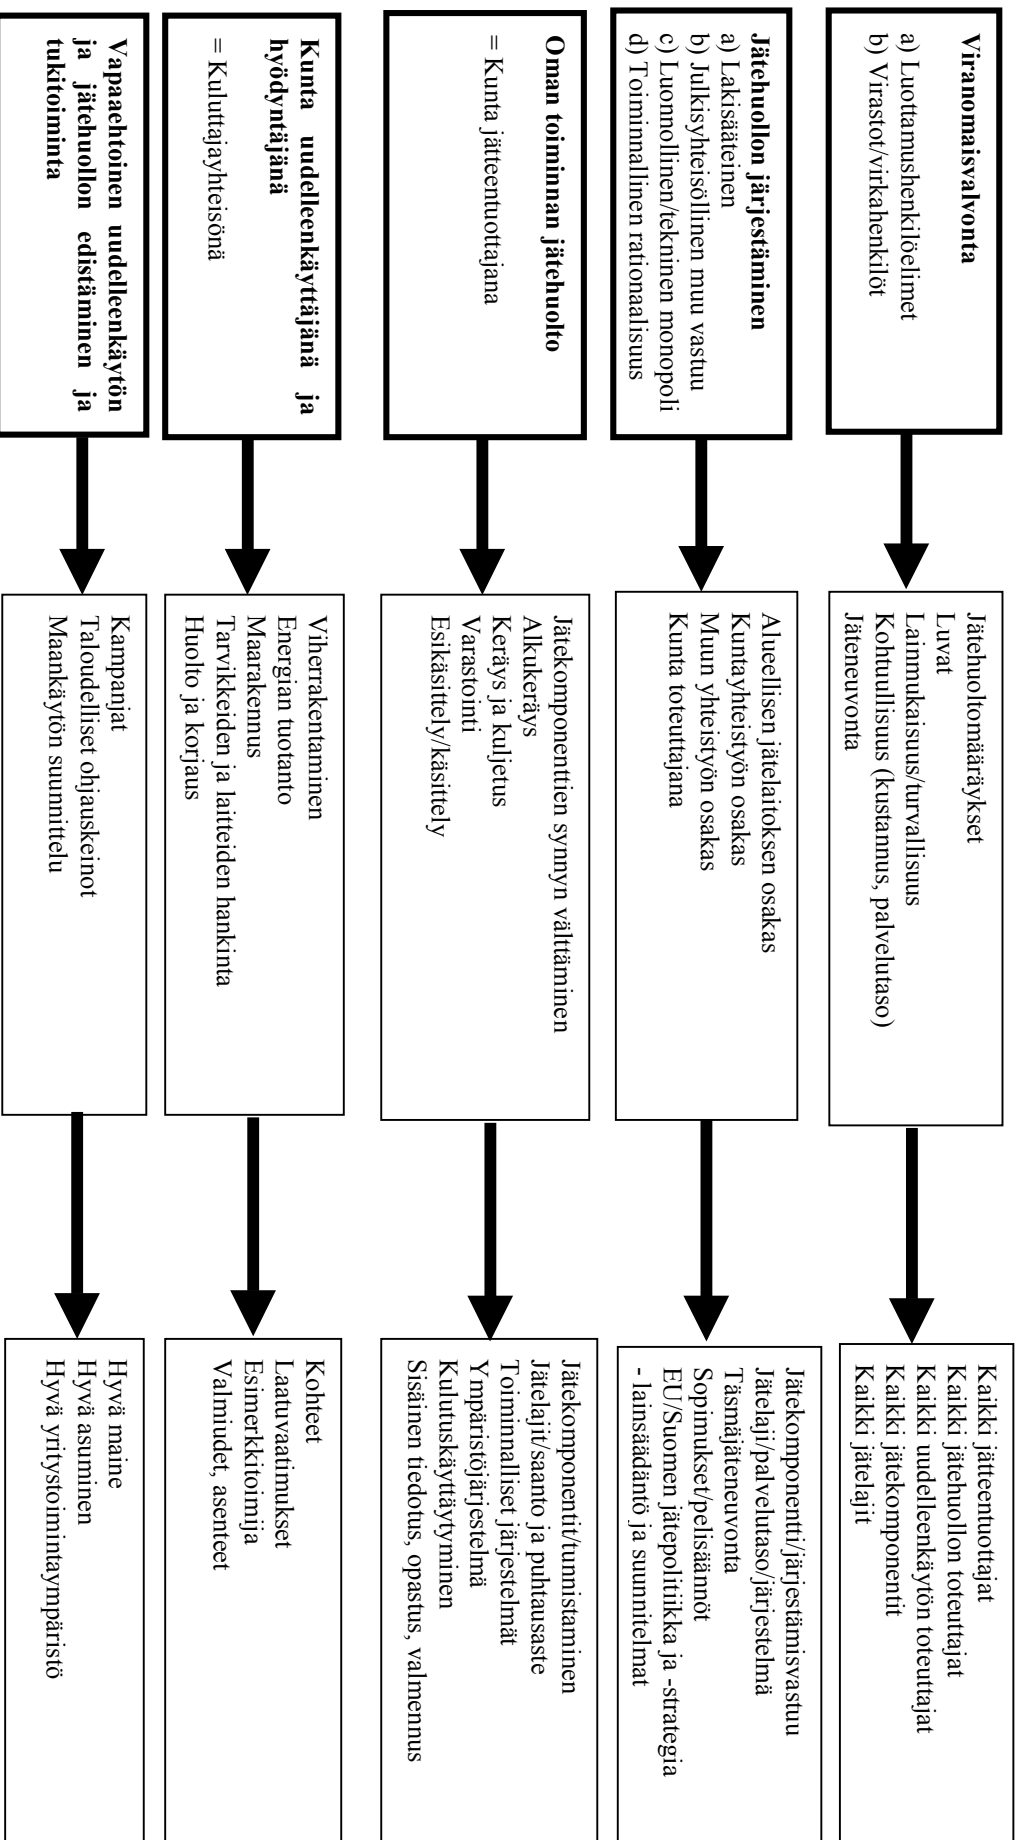 Viranomaisvalvonta
a) Luottamushenkilöelimet
b) Virastot/virkahenkilöt
Jätehuoltomääräykset
Luvat
Lainmukaisuus/turvallisuus
Kohtuullisuus (kustannus, palvelutaso)
Jäteneuvonta
Kaikki jätteentuottajat
Kaikki jätehuollon toteuttajat
Kaikki uudelleenkäytön toteuttajat
Kaikki jätekomponentit
Kaikki jätelajit
Jätehuollon järjestäminen
a) Lakisääteinen
b) Julkisyhteisöllinen muu vastuu
c) Luonnollinen/tekninen monopoli
d) Toiminnallinen rationaalisuus
Alueellisen jätelaitoksen osakas
Kuntayhteistyön osakas
Muun yhteistyön osakas
Kunta toteuttajana
Jätekomponentti/järjestämisvastuu
Jätelaji/palvelutaso/järjestelmä
Täsmäjäteneuvonta
Sopimukset/pelisäännöt
EU/Suomen jätepolitiikka ja -strategia
- lainsäädäntö ja suunnitelmat
Oman toiminnan jätehuolto
= Kunta jätteentuottajana
Jätekomponenttien synnyn välttäminen
Alkukeräys
Keräys ja kuljetus
Varastointi
Esikäsittely/käsittely
Jätekomponentit/tunnistaminen
Jätelajit/saanto ja puhtausaste
Toiminnalliset järjestelmät
Ympäristöjärjestelmä
Kulutuskäyttäytyminen
Sisäinen tiedotus, opastus, valmennus
Kunta uudelleenkäyttäjänä ja
hyödyntäjänä
= Kuluttajayhteisönä
Viherrakentaminen
Energian tuotanto
Maarakennus
Tarvikkeiden ja laitteiden hankinta
Huolto ja korjaus
Kohteet
Laatuvaatimukset
Esimerkkitoimija
Valmiudet, asenteet
Vapaaehtoinen uudelleenkäytön
ja jätehuollon edistäminen ja
tukitoiminta
Kampanjat
Taloudelliset ohjauskeinot
Maankäytön suunnittelu
Hyvä maine
Hyvä asuminen
Hyvä yritystoimintaympäristö